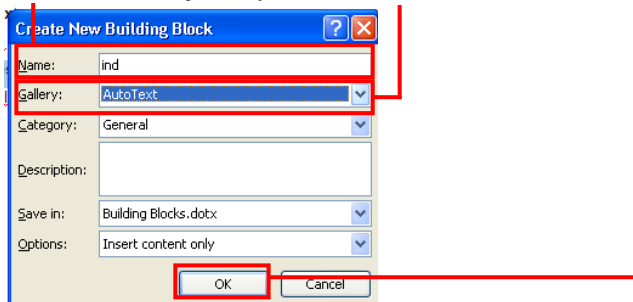 Create New Building Block
Name: ind
Gallery: AutoText
Category: General
Description:
Save in: Building Blocks.dotx
Options: Insert content only
OK Cancel